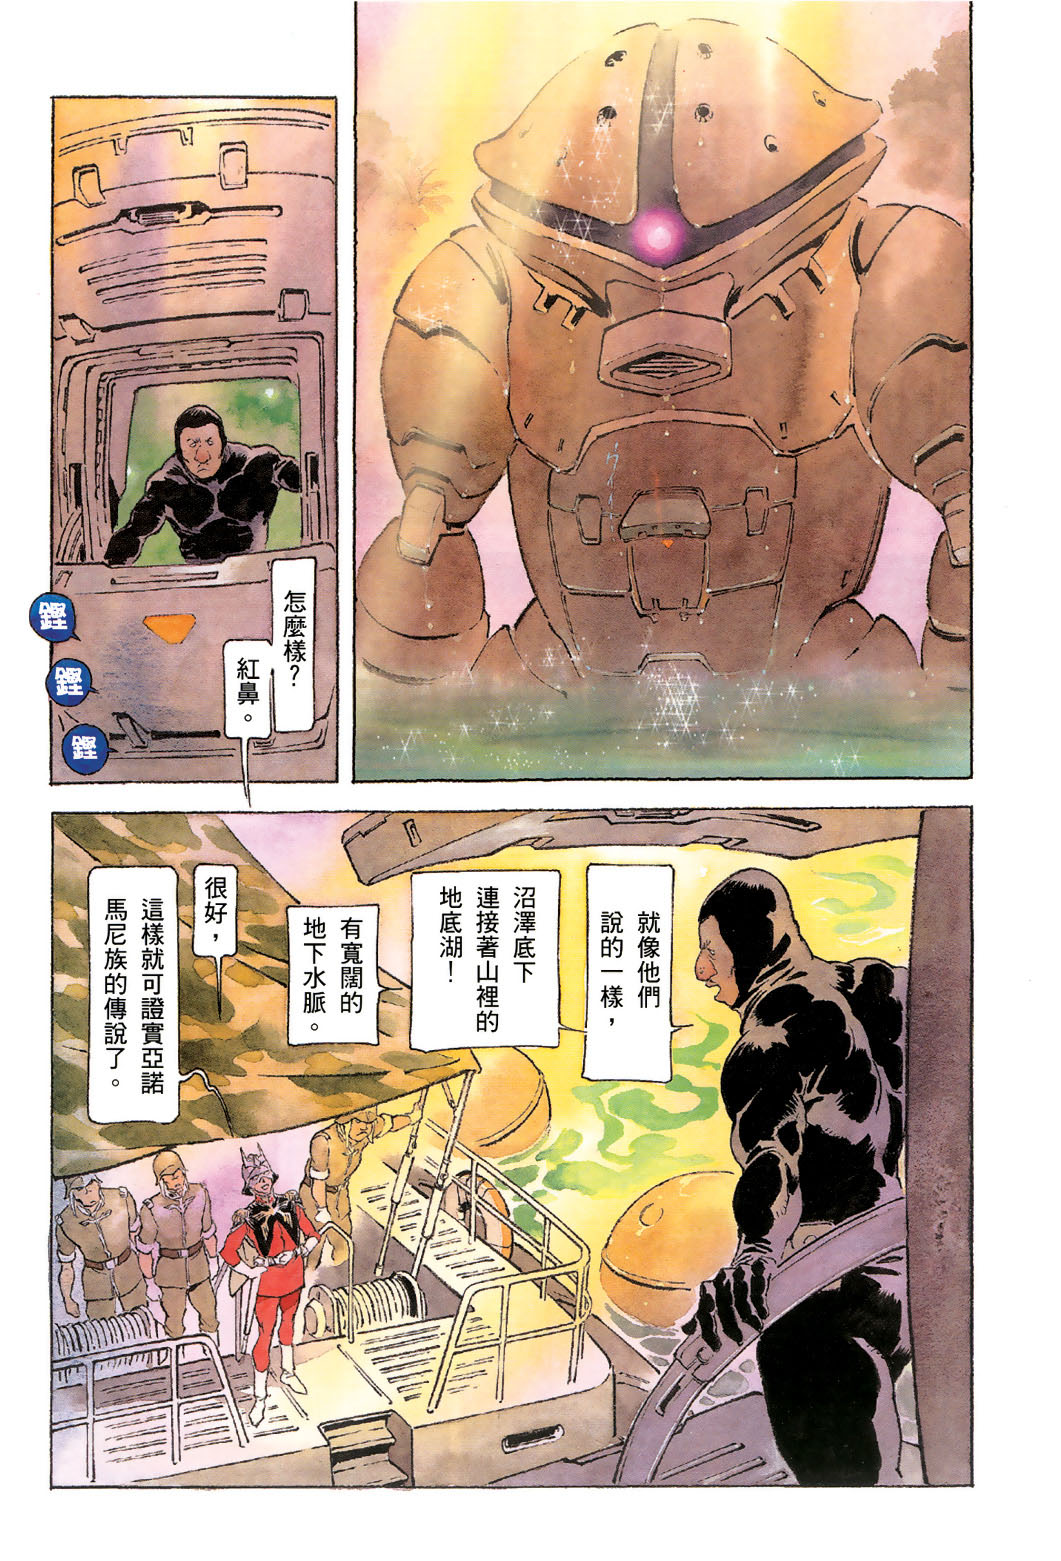 鏗
鏗
鏗
怎麼樣?
紅鼻。
就像他們
說的一樣,
沼澤底下
連接著山裡的
地底湖!
有寬闊的
地下水脈。
很好,
這樣就可證實亞諾
馬尼族的傳說了。